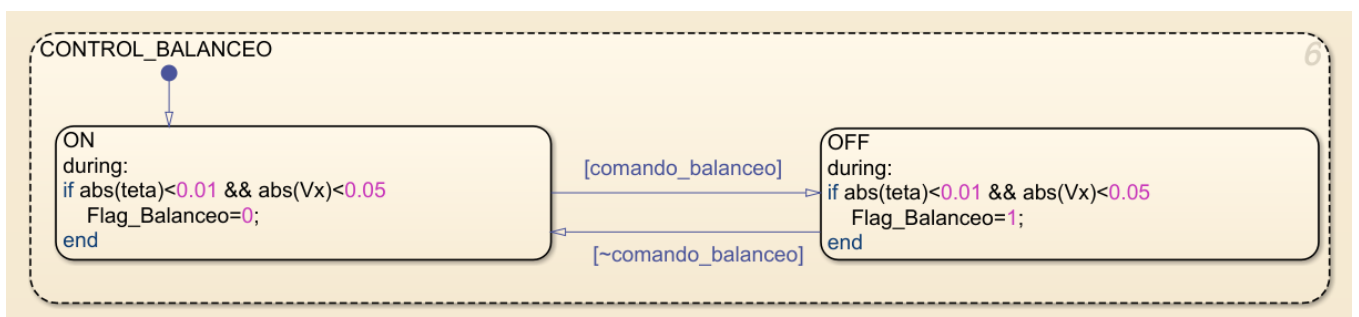 CONTROL_BALANCEO
6
ON
during:
if abs(teta)<0.01 && abs(Vx)<0.05
Flag_Balanceo=0;
end
[comando_balanceo]
[~comando_balanceo]
OFF
during:
if abs(teta)<0.01 && abs(Vx)<0.05
Flag_Balanceo=1;
end